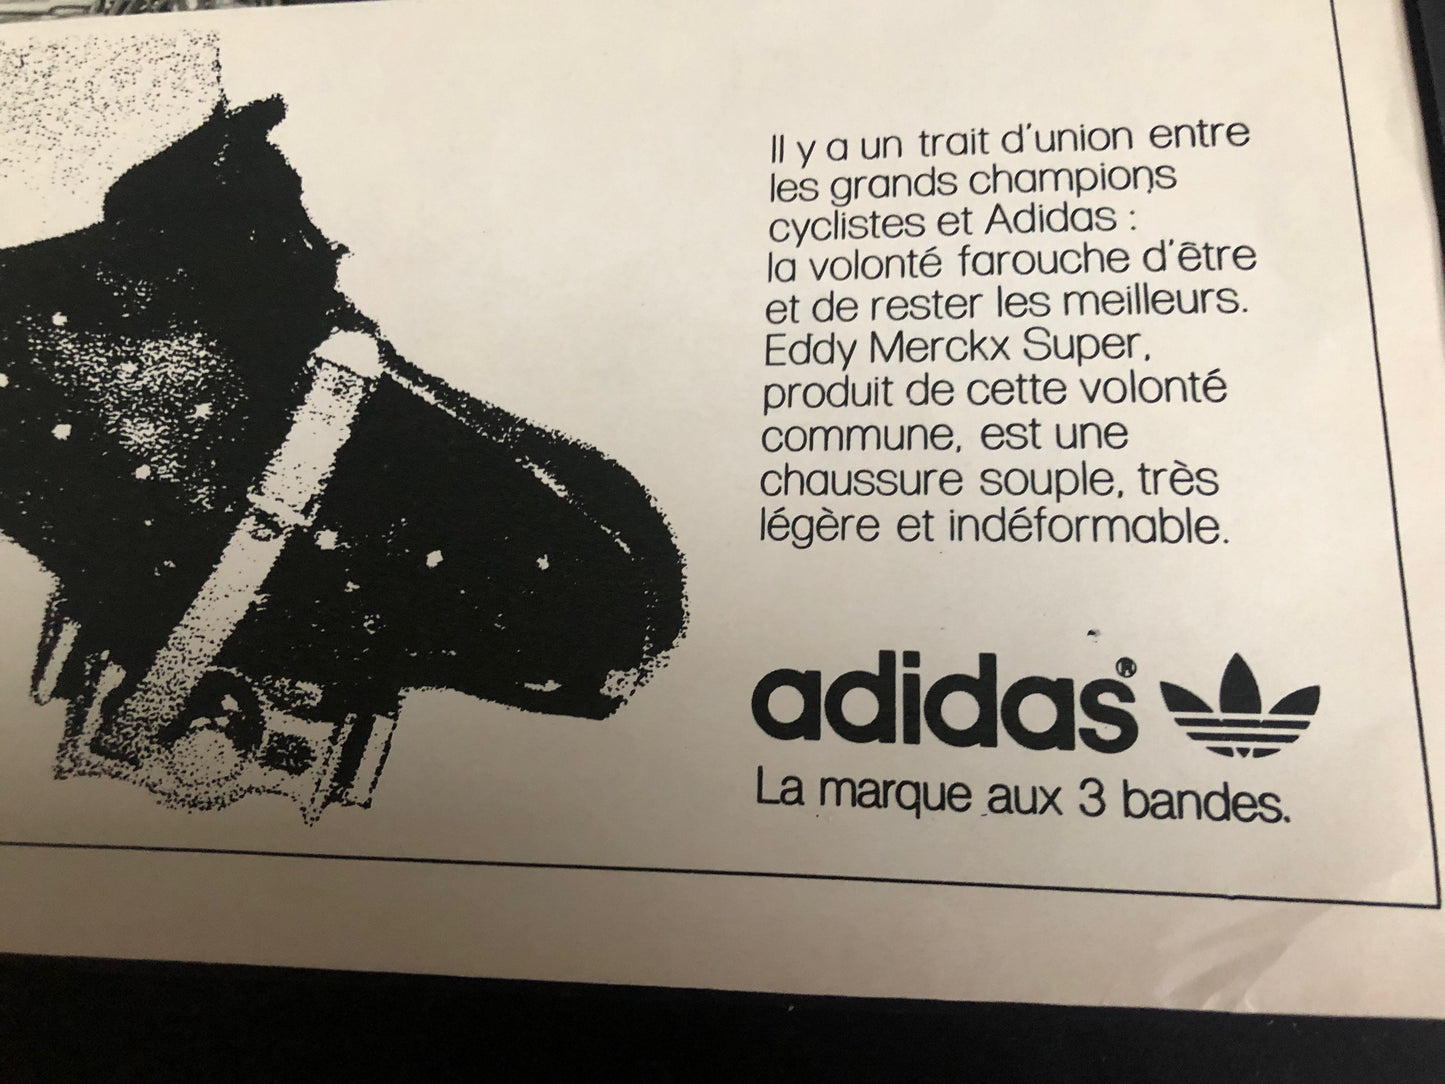 Il y a un trait d'union entre
les grands champions
cyclistes et Adidas :
la volonté farouche d'être
et de rester les meilleurs.
Eddy Merckx Super,
produit de cette volonté
commune, est une
chaussure souple, très
légère et indéformable.
adidas®
La marque aux 3 bandes.